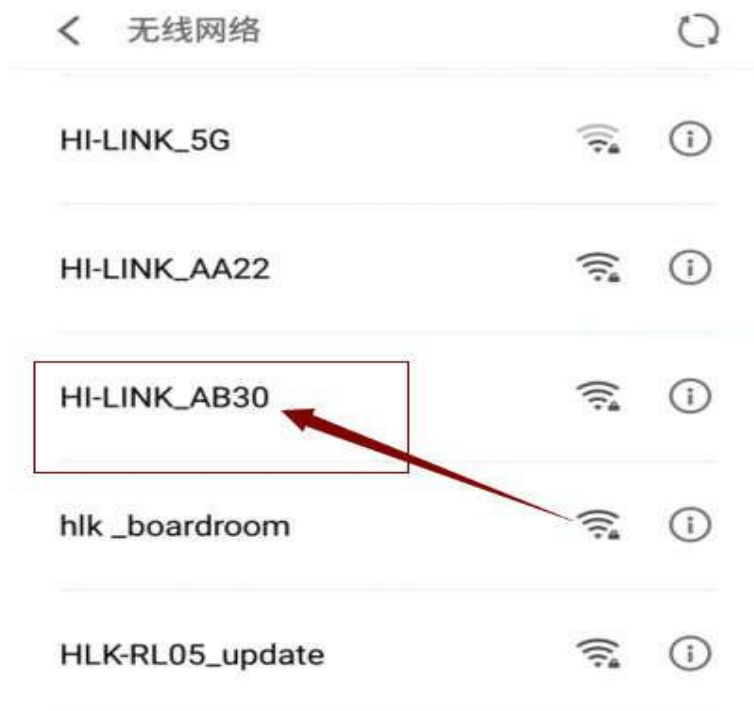 无线网络
HI-LINK_5G
HI-LINK_AA22
HI-LINK_AB30
hlk _boardroom
HLK-RL05_update